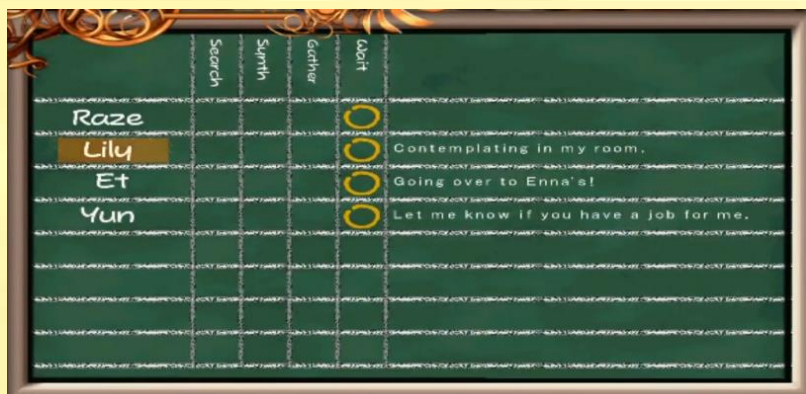 Search Synth Gather Wait
Raze
Lily Contemplating in my room.
Et Going over to Enna's!
Yun Let me know if you have a job for me.